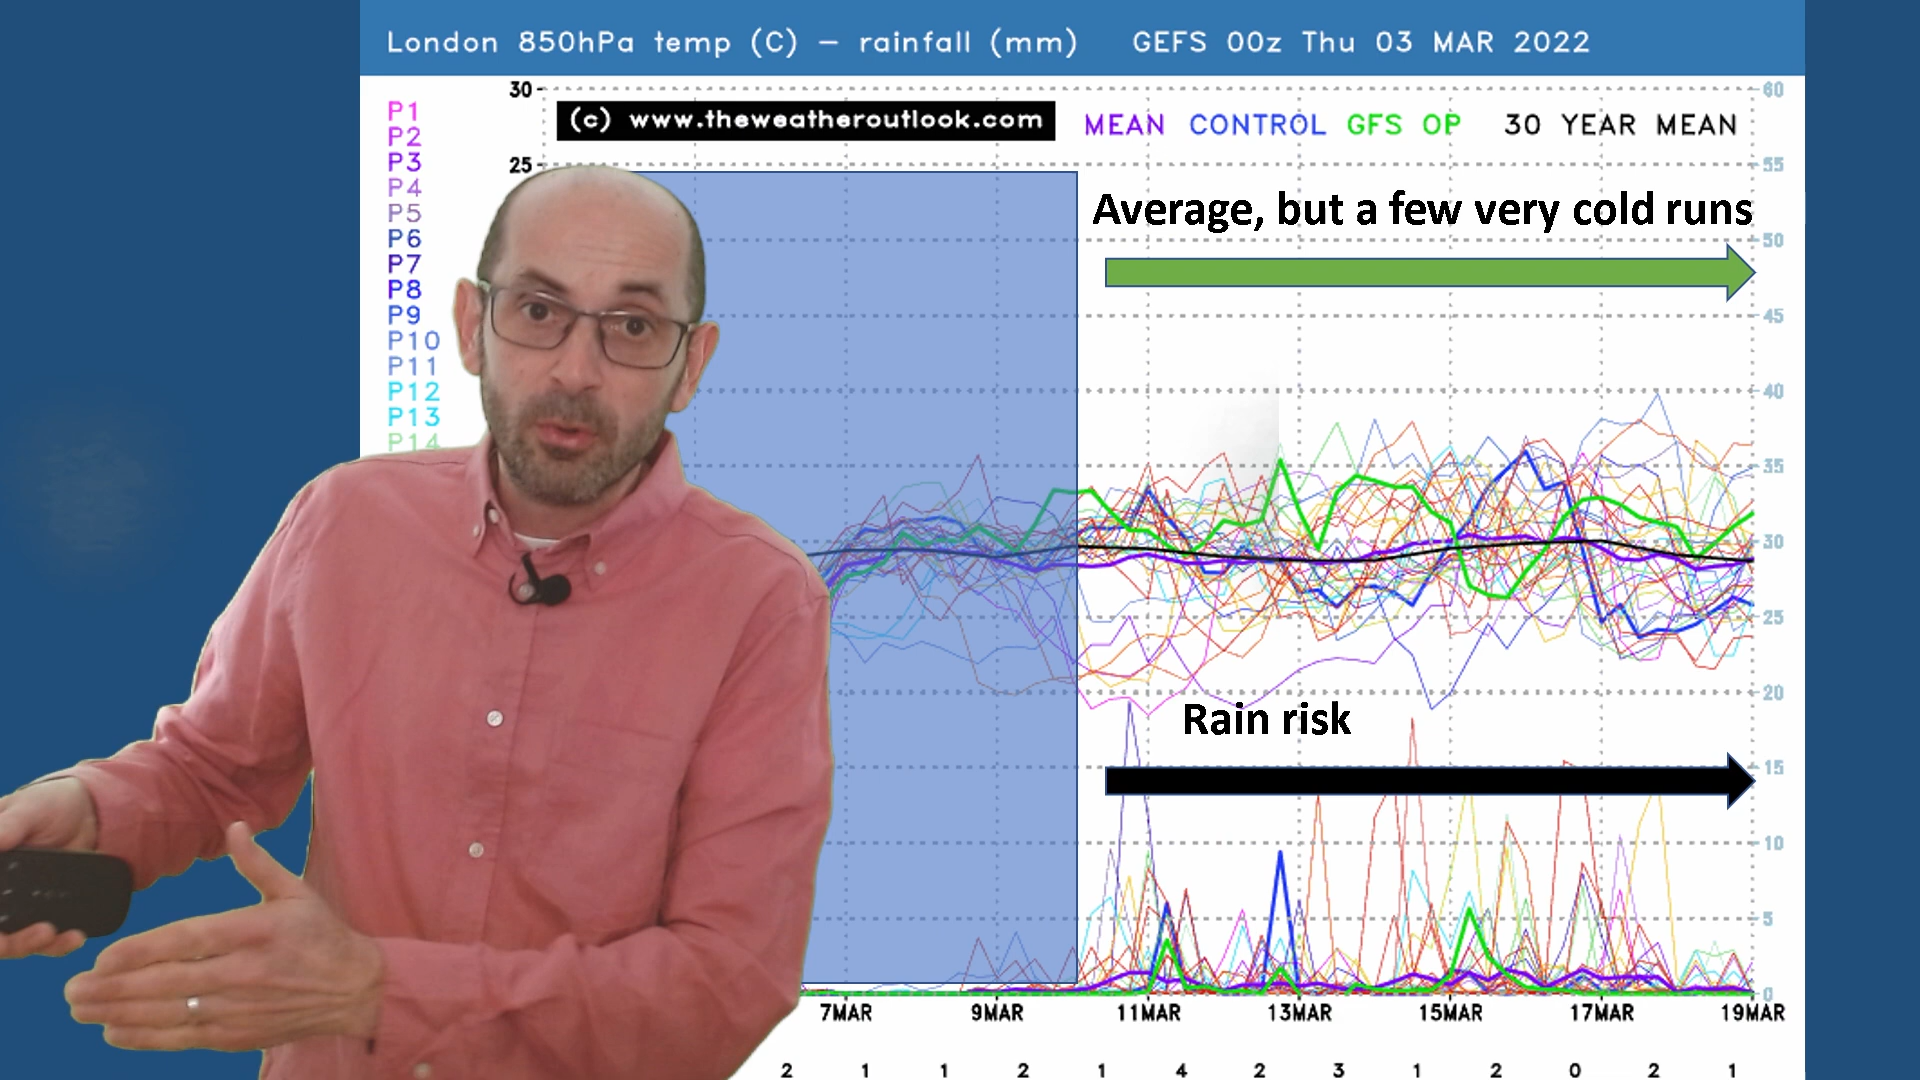 London 850hPa temp (C) – rainfall (mm) GEFS 00z Thu 03 MAR 2022
30 60
(c) www.theweatheroutlook.com MEAN CONTROL GFS OP 30 YEAR MEAN
P1
P2
P3
P4
P5
P6
P7
P8
P9
P10
P11
P12
P13
P14
25 55
Average, but a few very cold runs
50
45
40
35
30
25
20
Rain risk
15
10
5
0
7MAR 9MAR 11MAR 13MAR 15MAR 17MAR 19MAR
2 1 1 2 1 4 2 3 1 2 0 2 1